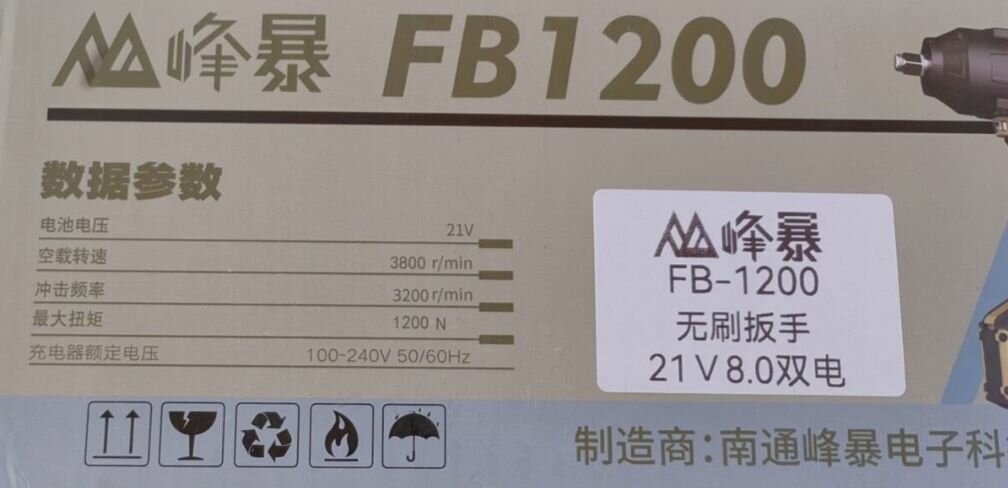 峰暴 FB1200
数据参数
电池电压 21V
空载转速 3800 r/min
冲击频率 3200r/min
最大扭矩 1200 N
充电器额定电压 100-240V 50/60Hz
峰暴
FB-1200
无刷扳手
21V8.0双电
制造商:南通峰暴电子科